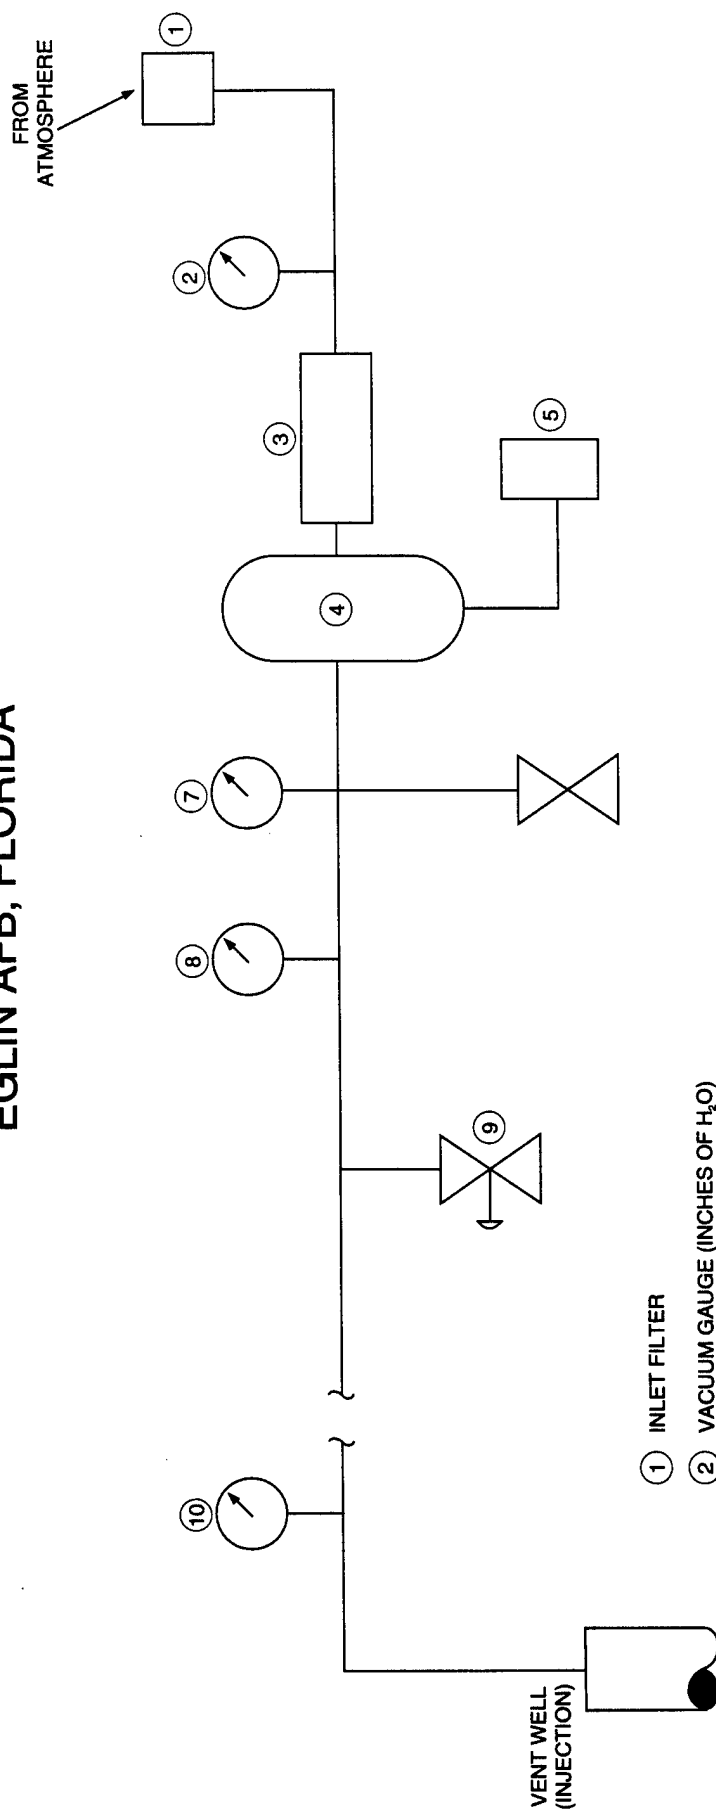 EGLIN AFB, FLORIDA
VENT WELL
(INJECTION)
10
9
8
7
4
5
3
2
FROM
ATMOSPHERE
1
1 INLET FILTER
2 VACUUM GAUGE (INCHES OF H₂O)